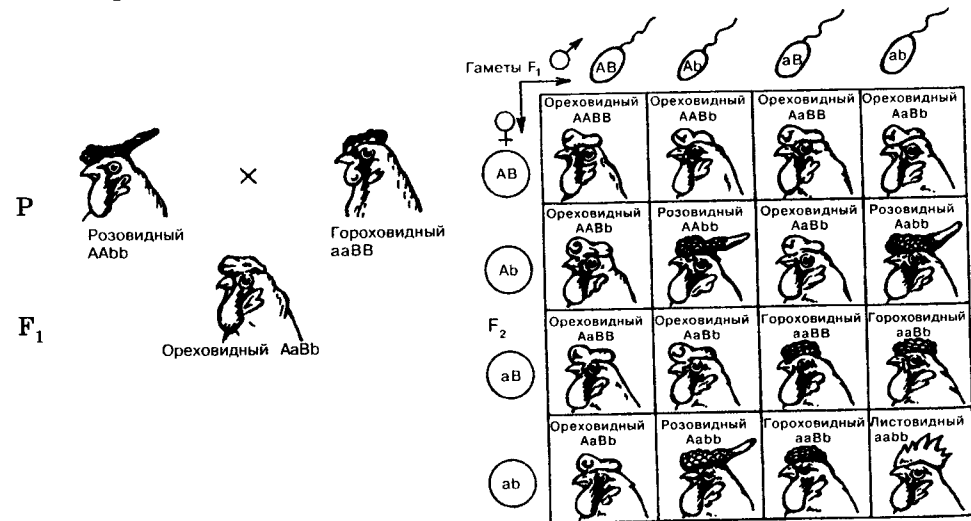 Гаметы F₁ ♂
AB
Ab
aB
ab
♀
Ореховидный
AABB
Ореховидный
AABb
Ореховидный
AaBB
Ореховидный
AaBb
AB
P
×
Розовидный
AAbb
Гороховидный
aaBB
F₁
Ореховидный AaBb
Ореховидный
AABb
Розовидный
AAbb
Ореховидный
AaBb
Розовидный
Aabb
Ab
F₂
Ореховидный
AaBB
Ореховидный
AaBb
Гороховидный
aaBB
Гороховидный
aaBb
aB
Ореховидный
AaBb
Розовидный
Aabb
Гороховидный
aaBb
Листовидный
aabb
ab